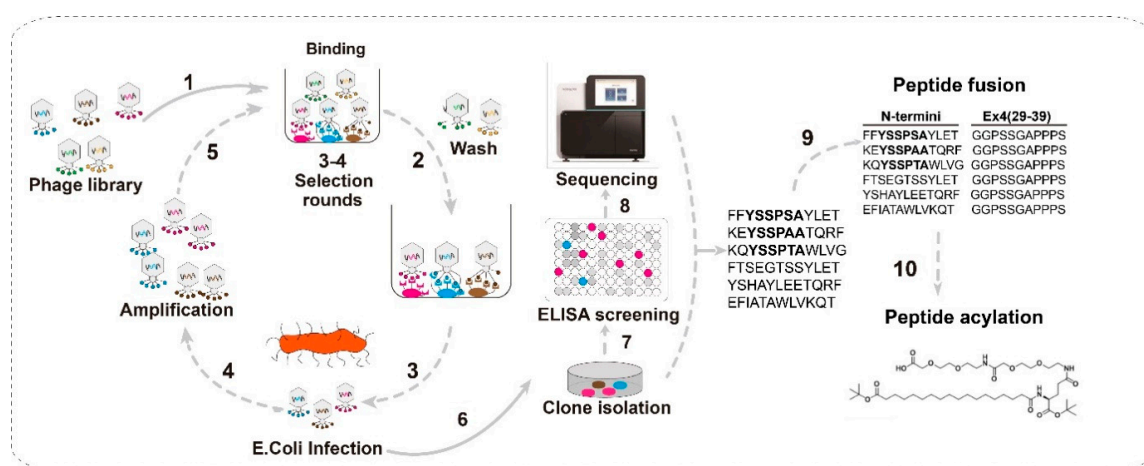 Binding
1
Phage library
5
3-4
Selection
rounds
2
Wash
Amplification
4
3
E.Coli Infection
6
Sequencing
8
ELISA screening
7
Clone isolation
FFYSSPSAYLET
KEYSSPAATQRF
KQYSSPTAWLVG
FTSEGTSSYLET
YSHAYLEETQRF
EFIATAWLVKQT
9
Peptide fusion
N-termini Ex4(29-39)
FFYSSPSAYLET GGPSSGAPPPS
KEYSSPAATQRF GGPSSGAPPPS
KQYSSPTAWLVG GGPSSGAPPPS
FTSEGTSSYLET GGPSSGAPPPS
YSHAYLEETQRF GGPSSGAPPPS
EFIATAWLVKQT GGPSSGAPPPS
10
Peptide acylation
HO
O
O
O
H
N
O
O
O
NH
O
O
O
O
N
H
O
O